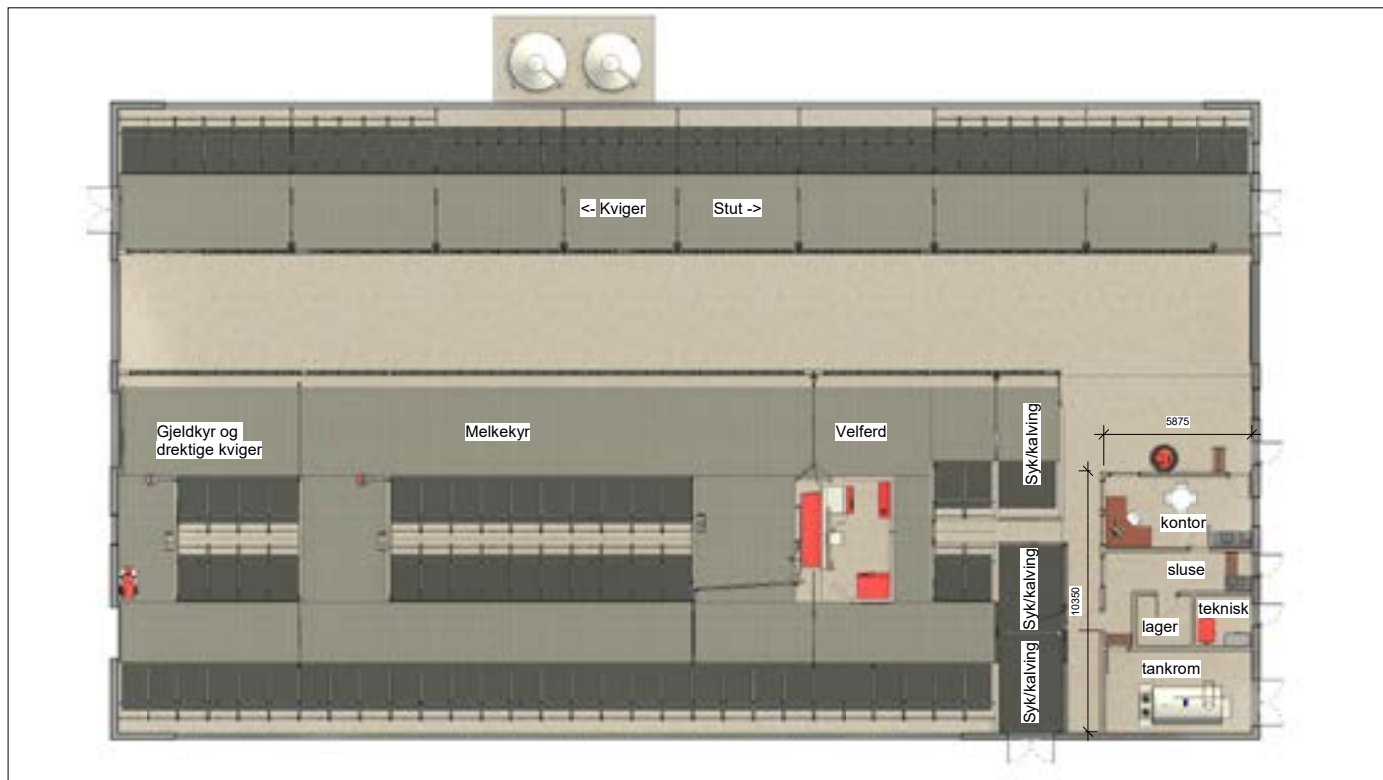 <- Kviger
Stut ->
Gjeldkyr og
drektige kviger
Melkekyr
Velferd
Syk/kalving
5875
kontor
sluse
Syk/kalving
10350
teknisk
lager
tankrom
Syk/kalving